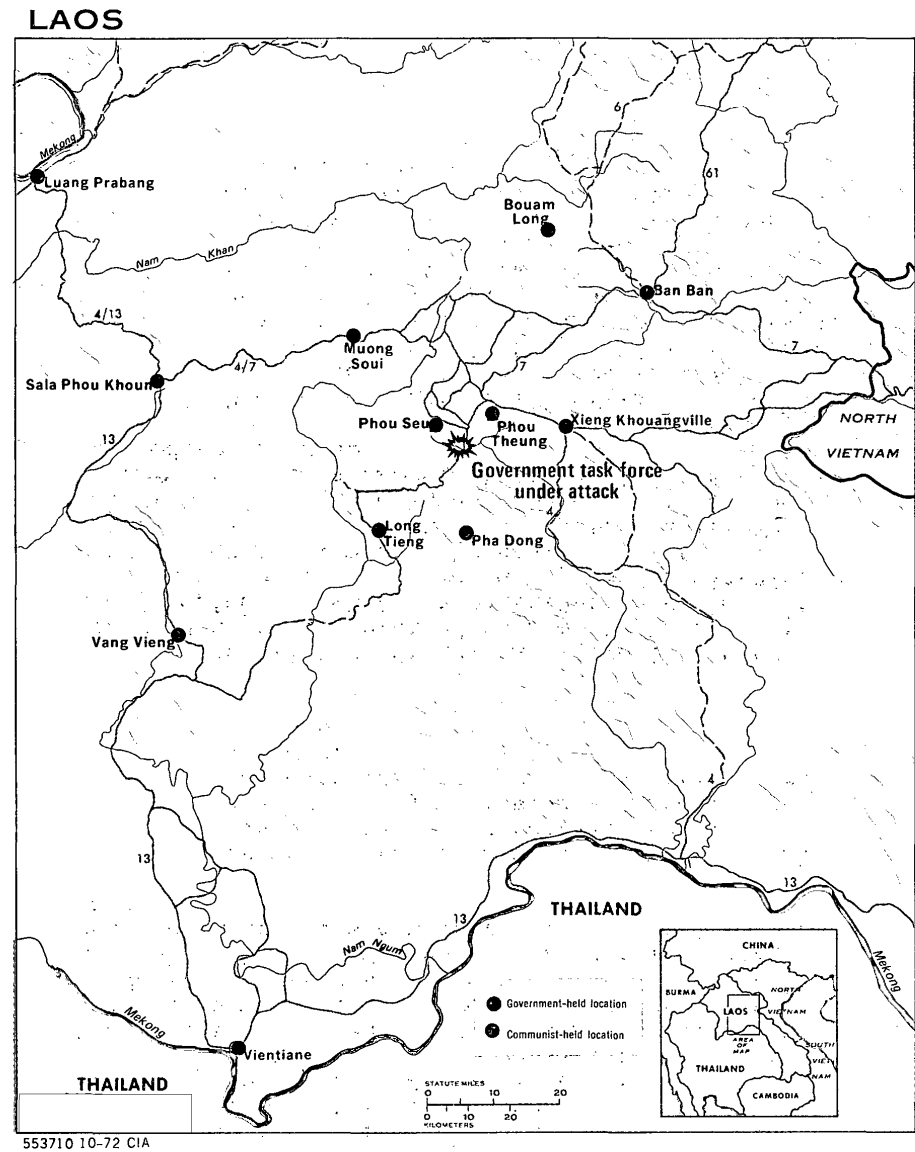 LAOS
6
Mekong
61
Luang Prabang
Bouam
Long
Nam Khan
Ban Ban
4/13
Muong
Soui
7
4/7
7
Sala Phou Khoun
Phou Seu
Phou
Theung
Xieng Khouangville
NORTH
VIETNAM
13
Government task force
under attack
4
Long
Tieng
Pha Dong
Vang Vieng
4
13
13
THAILAND
13
Mekong
Nam Ngum
Government-held location
Communist-held location
Mekong
Vientiane
THAILAND
CHINA
BURMA
NORTH
VIETNAM
LAOS
AREA
OF
MAP
SOUTH
VIET
NAM
THAILAND
CAMBODIA
STATUTE MILES
0 10 20
0 10 20
KILOMETERS
553710 10-72 CIA